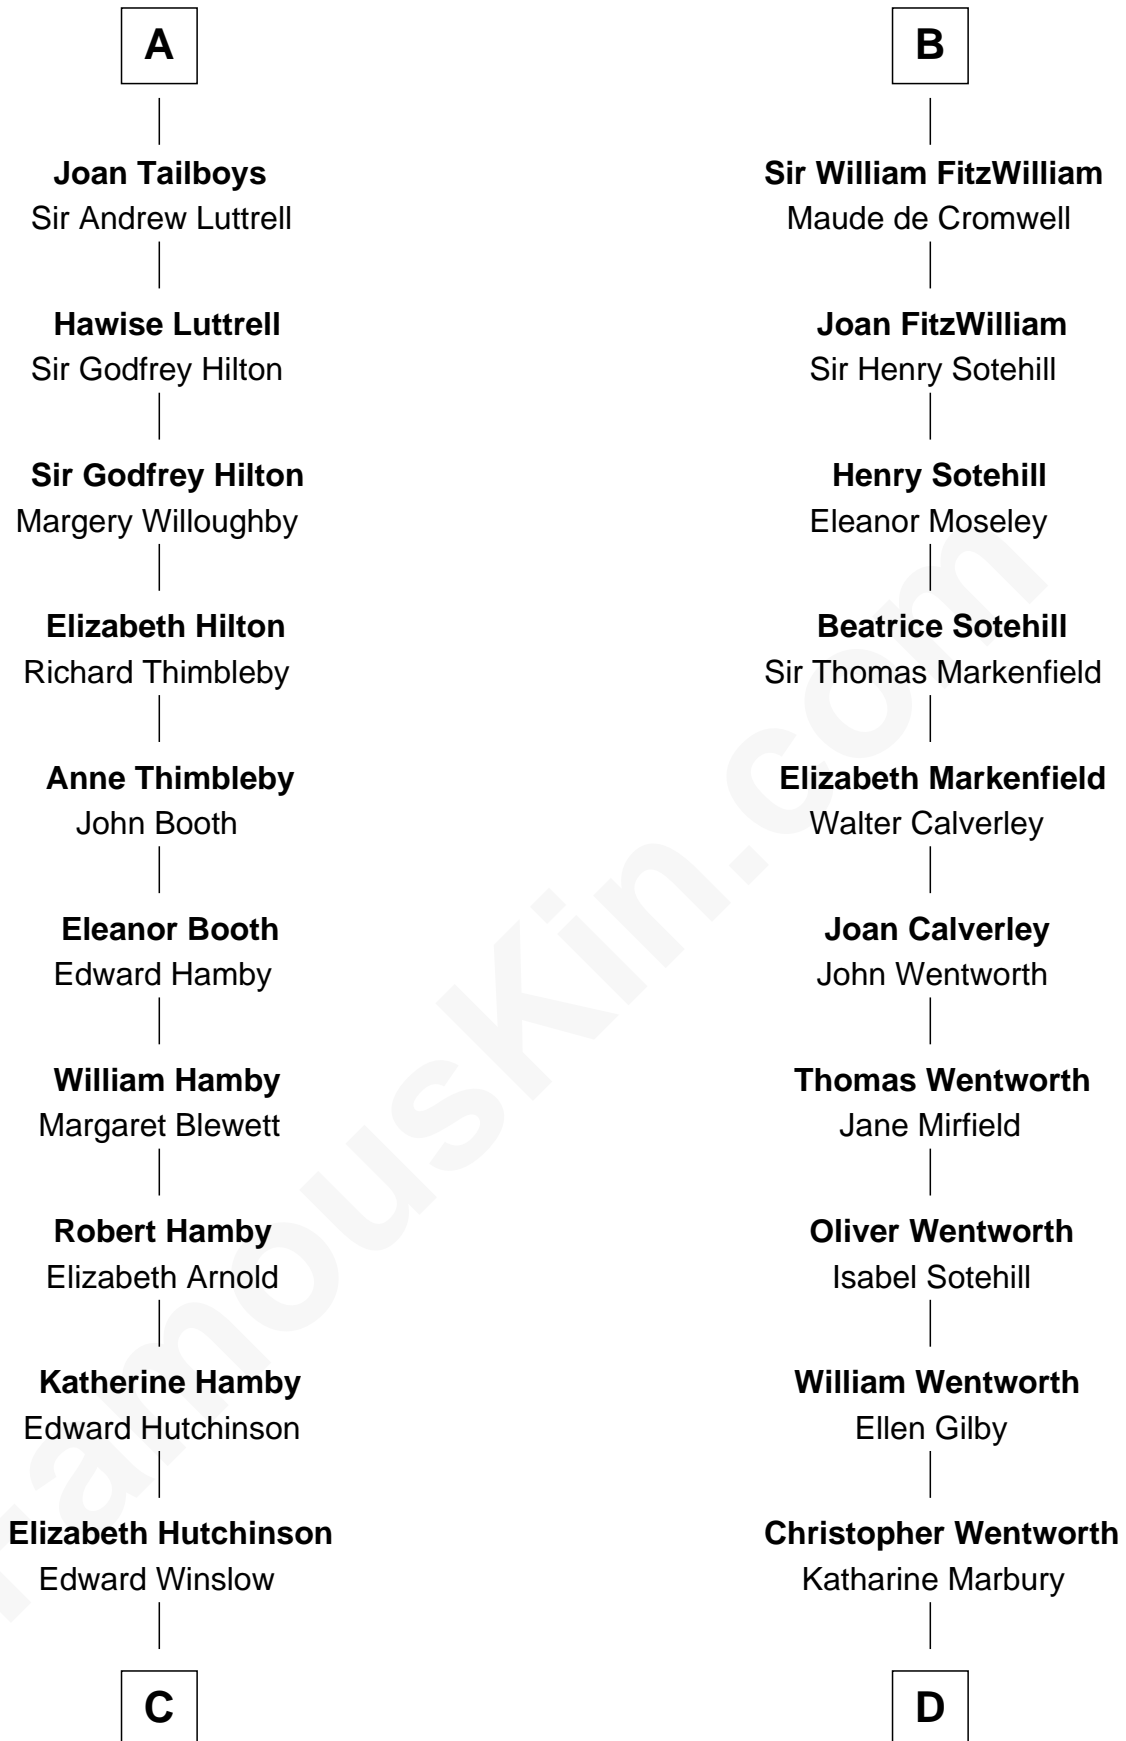 A
Joan Tailboys
Sir Andrew Luttrell
Hawise Luttrell
Sir Godfrey Hilton
Sir Godfrey Hilton
Margery Willoughby
Elizabeth Hilton
Richard Thimbleby
Anne Thimbleby
John Booth
Eleanor Booth
Edward Hamby
William Hamby
Margaret Blewett
Robert Hamby
Elizabeth Arnold
Katherine Hamby
Edward Hutchinson
Elizabeth Hutchinson
Edward Winslow
C
B
Sir William FitzWilliam
Maude de Cromwell
Joan FitzWilliam
Sir Henry Sotehill
Henry Sotehill
Eleanor Moseley
Beatrice Sotehill
Sir Thomas Markenfield
Elizabeth Markenfield
Walter Calverley
Joan Calverley
John Wentworth
Thomas Wentworth
Jane Mirfield
Oliver Wentworth
Isabel Sotehill
William Wentworth
Ellen Gilby
Christopher Wentworth
Katharine Marbury
D
FamousKin.com